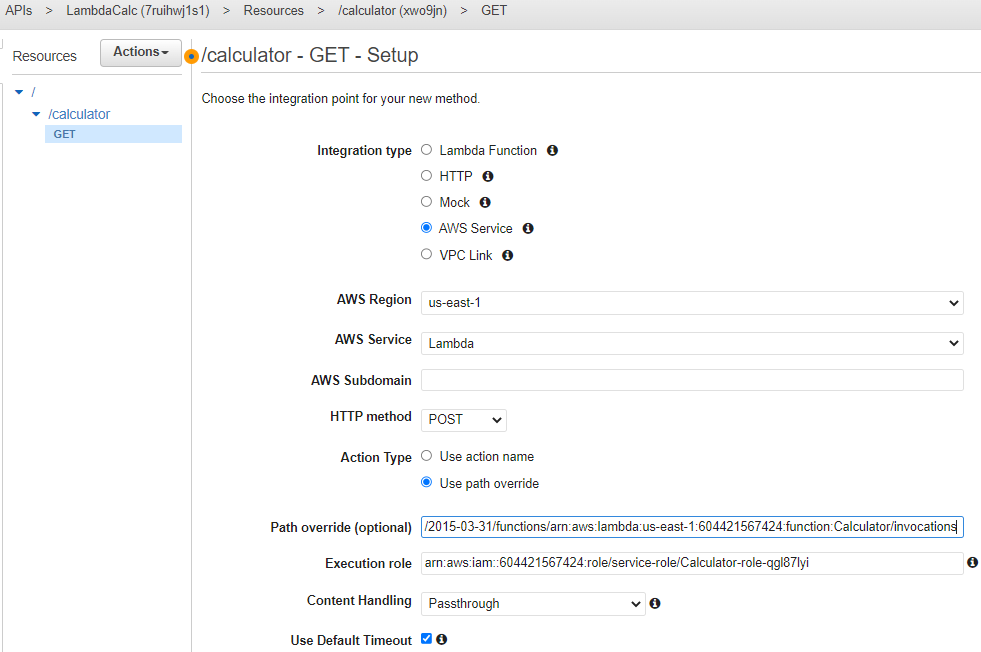 APIs > LambdaCalc (7ruihwj1s1) > Resources > /calculator (xwo9jn) > GET
Resources Actions /calculator - GET - Setup
/
/calculator
GET
Choose the integration point for your new method.
Integration type Lambda Function
HTTP
Mock
AWS Service
VPC Link
AWS Region us-east-1
AWS Service Lambda
AWS Subdomain
HTTP method POST
Action Type Use action name
Use path override
Path override (optional) /2015-03-31/functions/arn:aws:lambda:us-east-1:604421567424:function:Calculator/invocations
Execution role arn:aws:iam::604421567424:role/service-role/Calculator-role-qgl87lyi
Content Handling Passthrough
Use Default Timeout